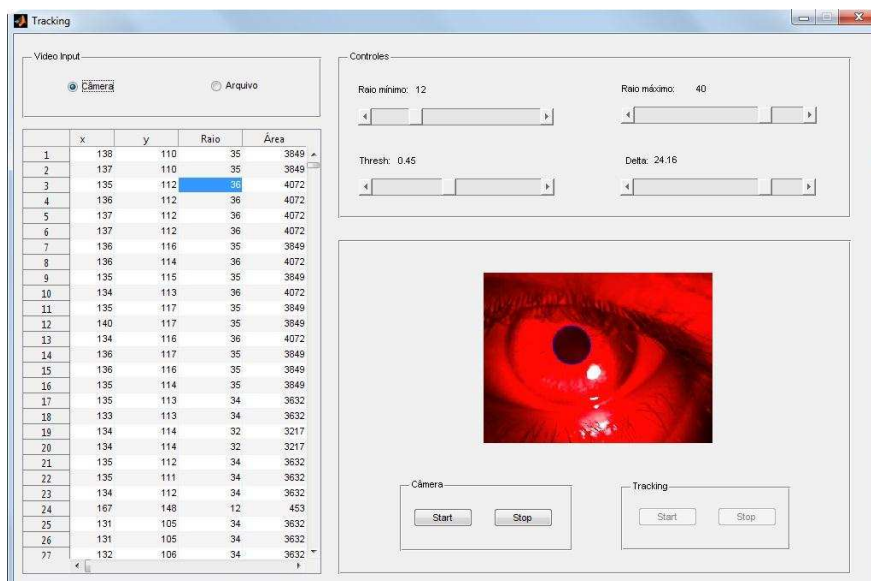 Tracking
Video Input
Câmera Arquivo
x y Raio Área
1 138 110 35 3849
2 137 110 35 3849
3 135 112 36 4072
4 136 112 36 4072
5 137 112 36 4072
6 137 112 36 4072
7 136 116 35 3849
8 136 114 36 4072
9 135 115 35 3849
10 134 113 36 4072
11 135 117 35 3849
12 140 117 35 3849
13 134 116 36 4072
14 136 117 35 3849
15 136 116 35 3849
16 135 114 35 3849
17 135 113 34 3632
18 133 113 34 3632
19 134 114 32 3217
20 134 114 32 3217
21 135 112 34 3632
22 135 111 34 3632
23 134 112 34 3632
24 167 148 12 453
25 131 105 34 3632
26 131 105 34 3632
27 132 106 34 3632
Controles
Raio mínimo: 12 Raio máximo: 40
Thresh: 0.45 Delta: 24.16
Câmera
Start Stop
Tracking
Start Stop